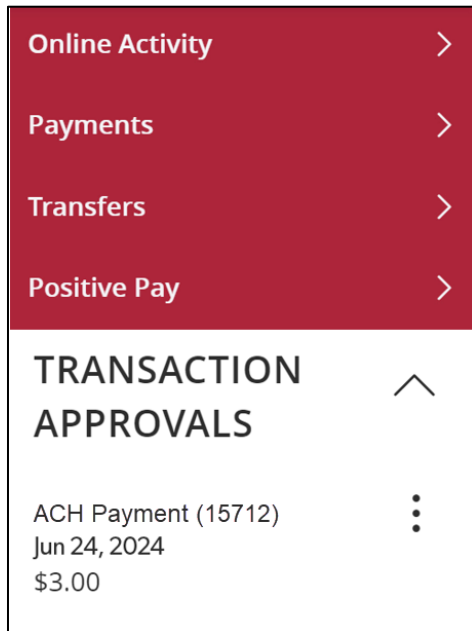 Online Activity
Payments
Transfers
Positive Pay
TRANSACTION
APPROVALS
ACH Payment (15712)
Jun 24, 2024
$3.00